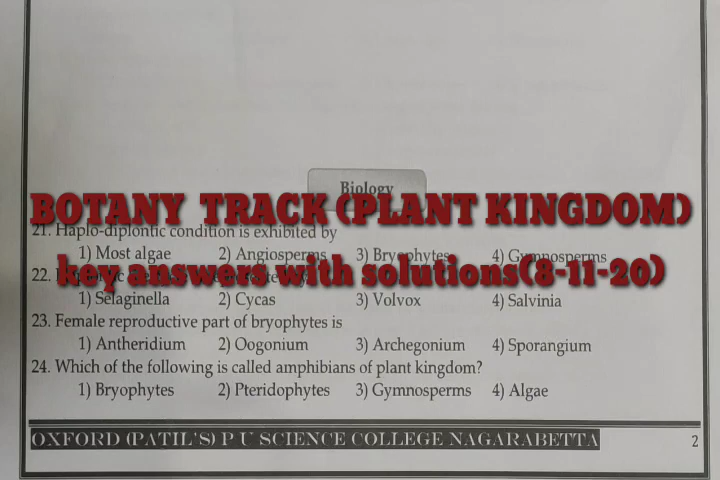 Biology
BOTANY TRACK (PLANT KINGDOM)
21. Haplo-diplontic condition is exhibited by
1) Most algae 2) Angiosperms 3) Bryophytes 4) Gymnosperms
key answers with solutions(8-11-20)
22.
1) Selaginella 2) Cycas 3) Volvox 4) Salvinia
23. Female reproductive part of bryophytes is
1) Antheridium 2) Oogonium 3) Archegonium 4) Sporangium
24. Which of the following is called amphibians of plant kingdom?
1) Bryophytes 2) Pteridophytes 3) Gymnosperms 4) Algae
OXFORD (PATIL'S) P U SCIENCE COLLEGE NAGARABETTA 2